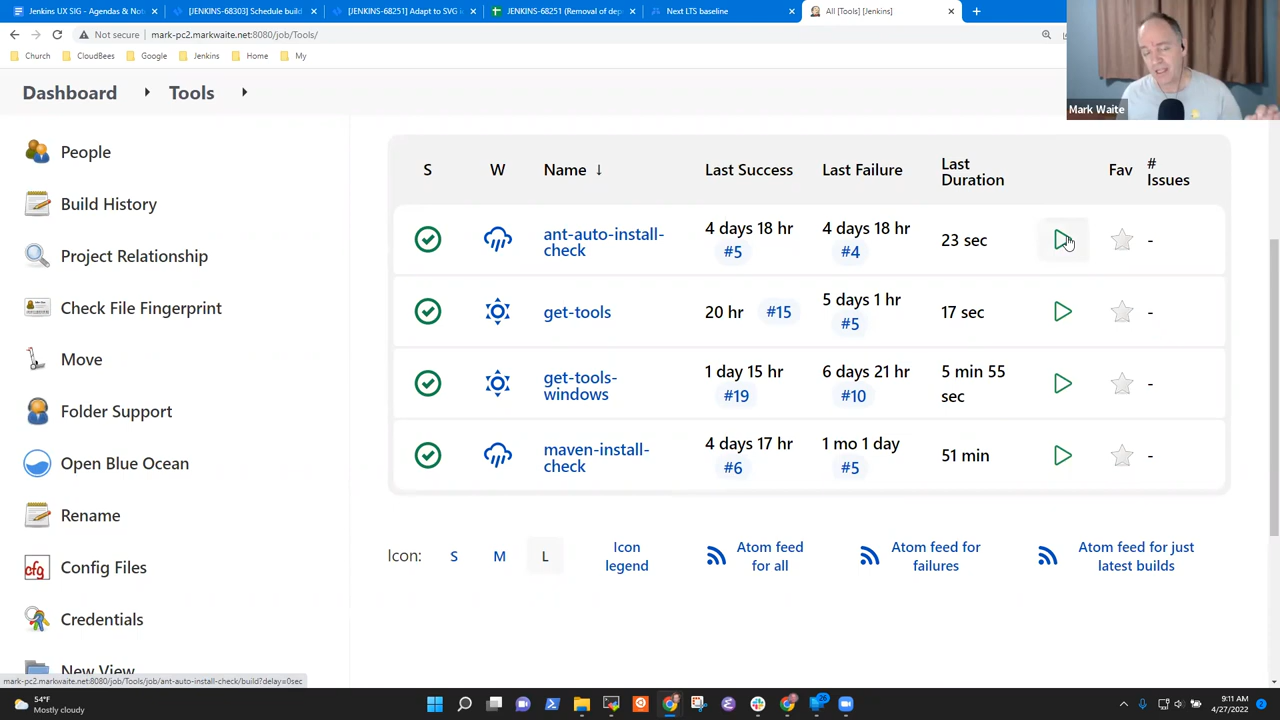 Jenkins UX SIG - Agendas & Not
[JENKINS-68303] Schedule buil
[JENKINS-68251] Adapt to SVG i
JENKINS-68251 (Removal of de
Next LTS baseline
All [Tools] [Jenkins]
Not secure
mark-pc2.markwaite.net:8080/job/Tools/
Church
CloudBees
Google
Jenkins
Home
My
Mark Waite
Dashboard
Tools
People
Build History
Project Relationship
Check File Fingerprint
Move
Folder Support
Open Blue Ocean
Rename
Config Files
Credentials
New View
S W Name ↓ Last Success Last Failure Last Duration Fav # Issues
ant-auto-install-check 4 days 18 hr #5 4 days 18 hr #4 23 sec -
get-tools 20 hr #15 5 days 1 hr #5 17 sec -
get-tools-windows 1 day 15 hr #19 6 days 21 hr #10 5 min 55 sec -
maven-install-check 4 days 17 hr #6 1 mo 1 day #5 51 min -
Icon: S M L
Icon legend
Atom feed for all
Atom feed for failures
Atom feed for just latest builds
mark-pc2.markwaite.net:8080/job/Tools/job/ant-auto-install-check/build?delay=0sec
54°F
Mostly cloudy
cfg
9:11 AM
4/27/2022